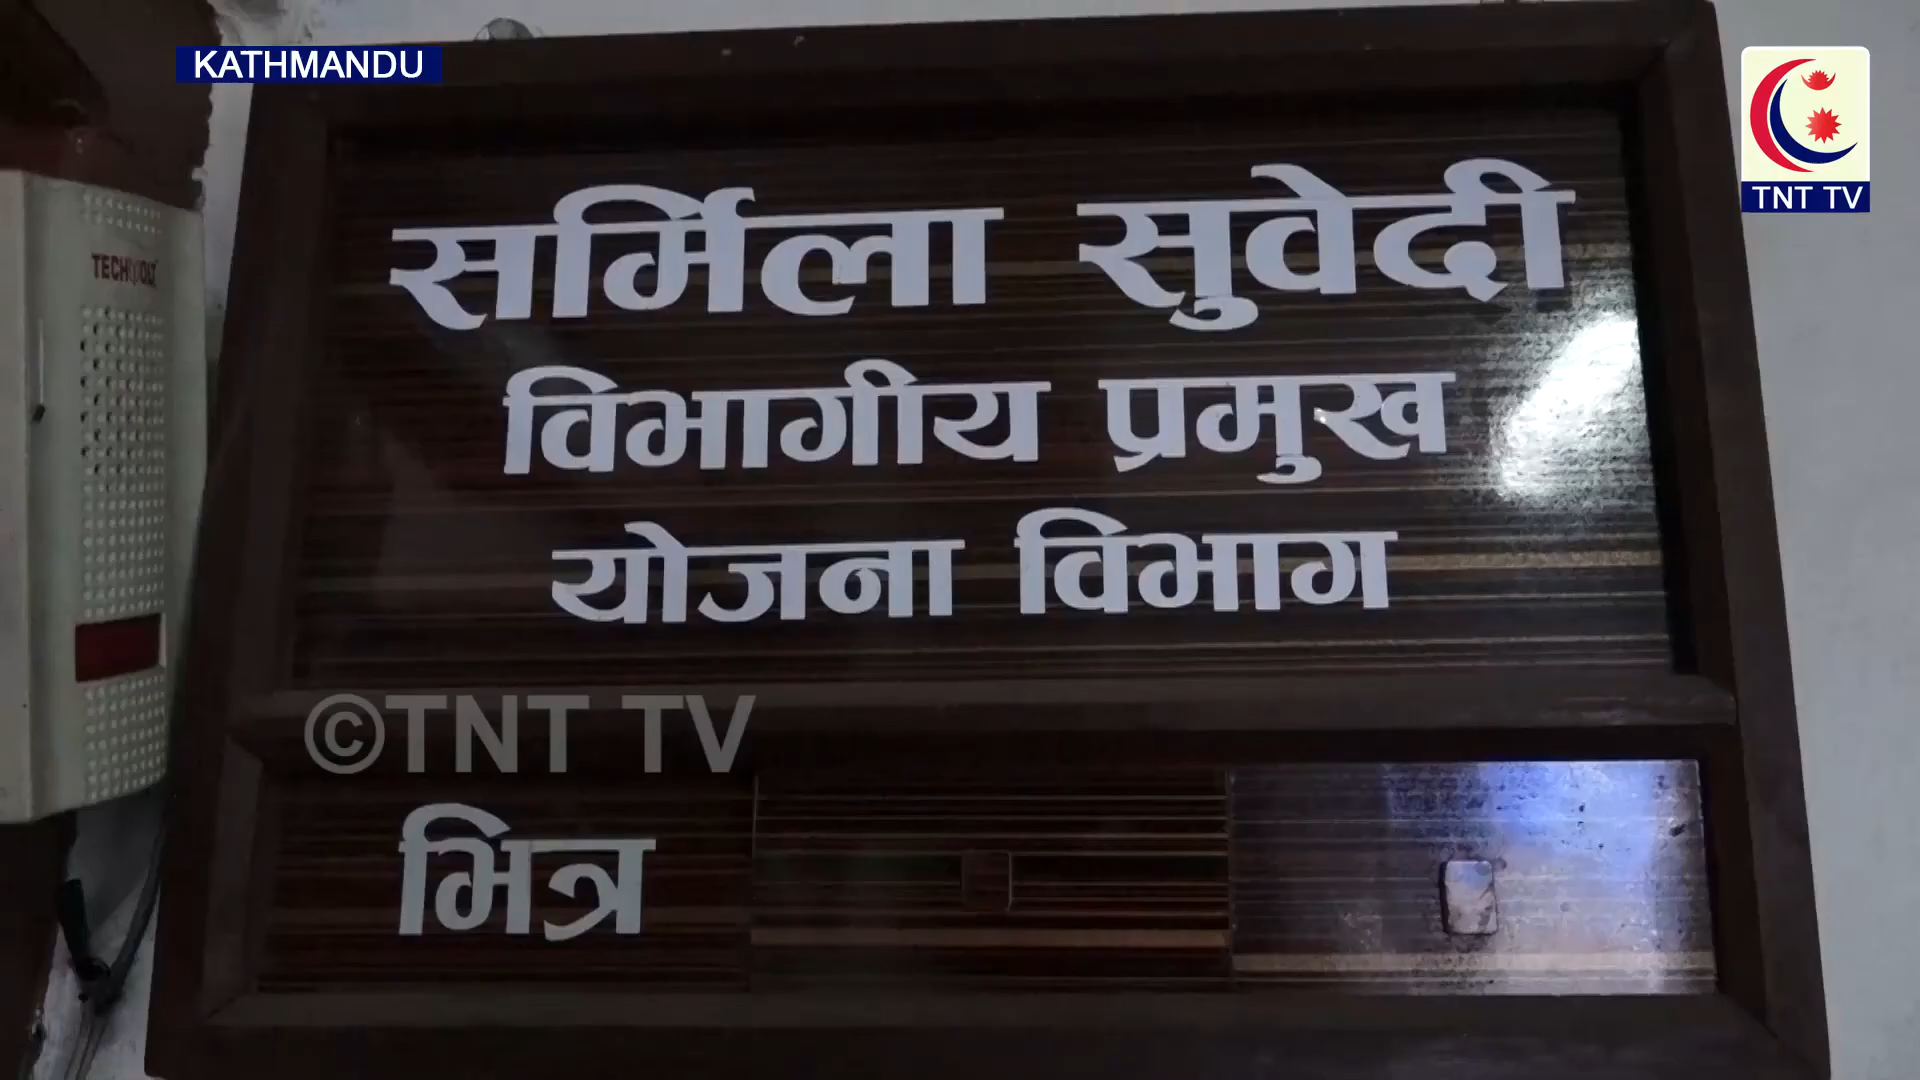 KATHMANDU
TNT TV
सर्मिला सुवेदी
विभागीय प्रमुख
योजना विभाग
©TNT TV
भित्र